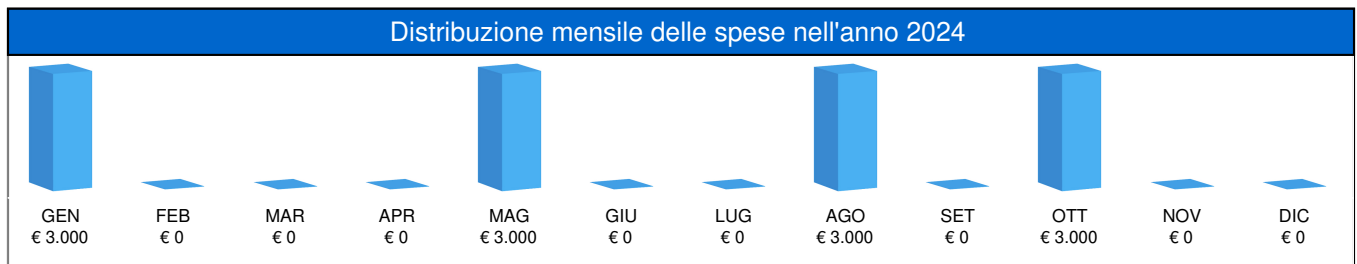 Distribuzione mensile delle spese nell'anno 2024
GEN FEB MAR APR MAG GIU LUG AGO SET OTT NOV DIC
€ 3.000 € 0 € 0 € 0 € 3.000 € 0 € 0 € 3.000 € 0 € 3.000 € 0 € 0